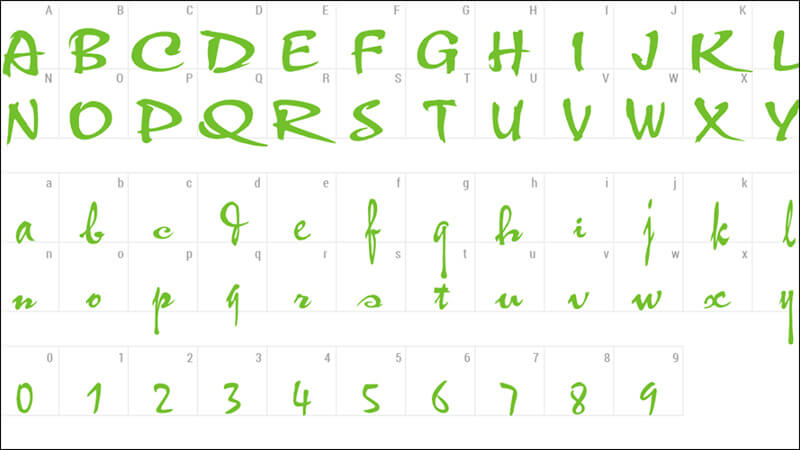 A B C D E F G H I J K
A B C D E F G H I J K L
N O P Q R S T U V W X
N O P Q R S T U V W X Y
a b c d e f g h i j k
a b c d e f g h i j k l
n o p q r s t u v w x
n o p q r s t u v w x y
0 1 2 3 4 5 6 7 8 9
0 1 2 3 4 5 6 7 8 9